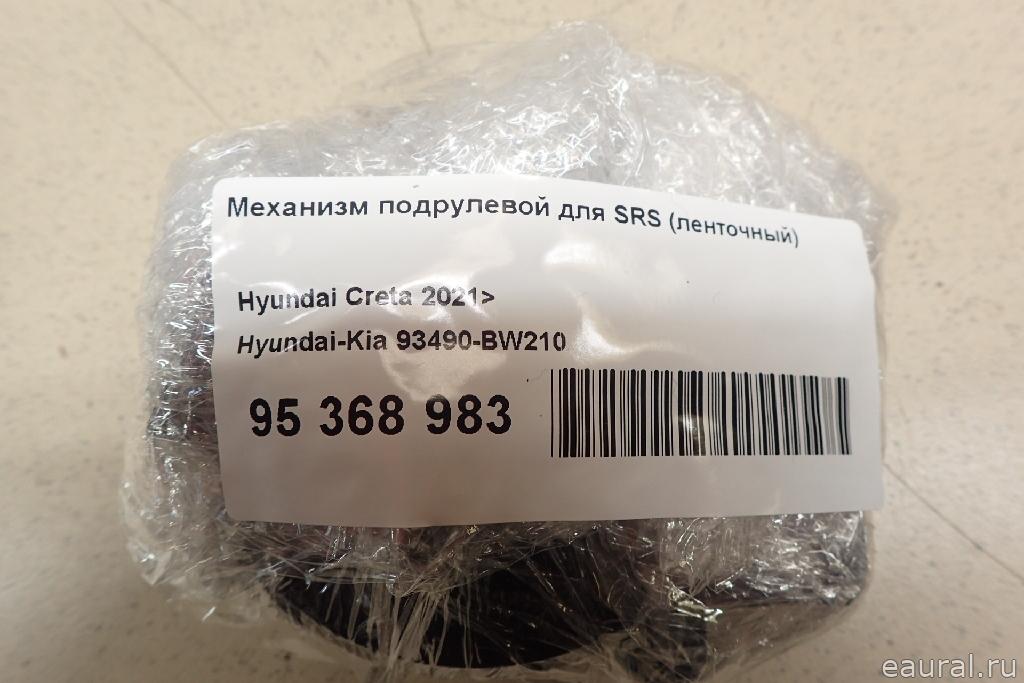 Механизм подрулевой для SRS (ленточный)
Hyundai Creta 2021>
Hyundai-Kia 93490-BW210
95 368 983
eaural.ru